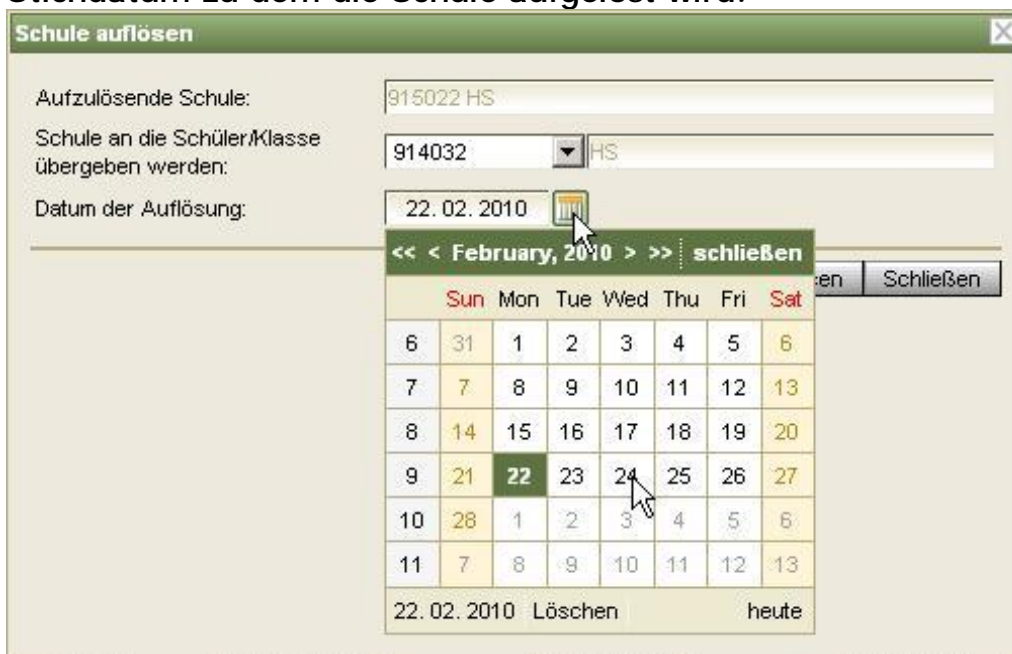 Schule auflösen
Aufzulösende Schule: 915022 HS
Schule an die Schüler/Klasse
übergeben werden: 914032 HS
Datum der Auflösung: 22. 02. 2010
<< < February, 2010 > >> schließen
Schließen
Sun Mon Tue Wed Thu Fri Sat
6 31 1 2 3 4 5 6
7 7 8 9 10 11 12 13
8 14 15 16 17 18 19 20
9 21 22 23 24 25 26 27
10 28 1 2 3 4 5 6
11 7 8 9 10 11 12 13
22. 02. 2010 Löschen heute